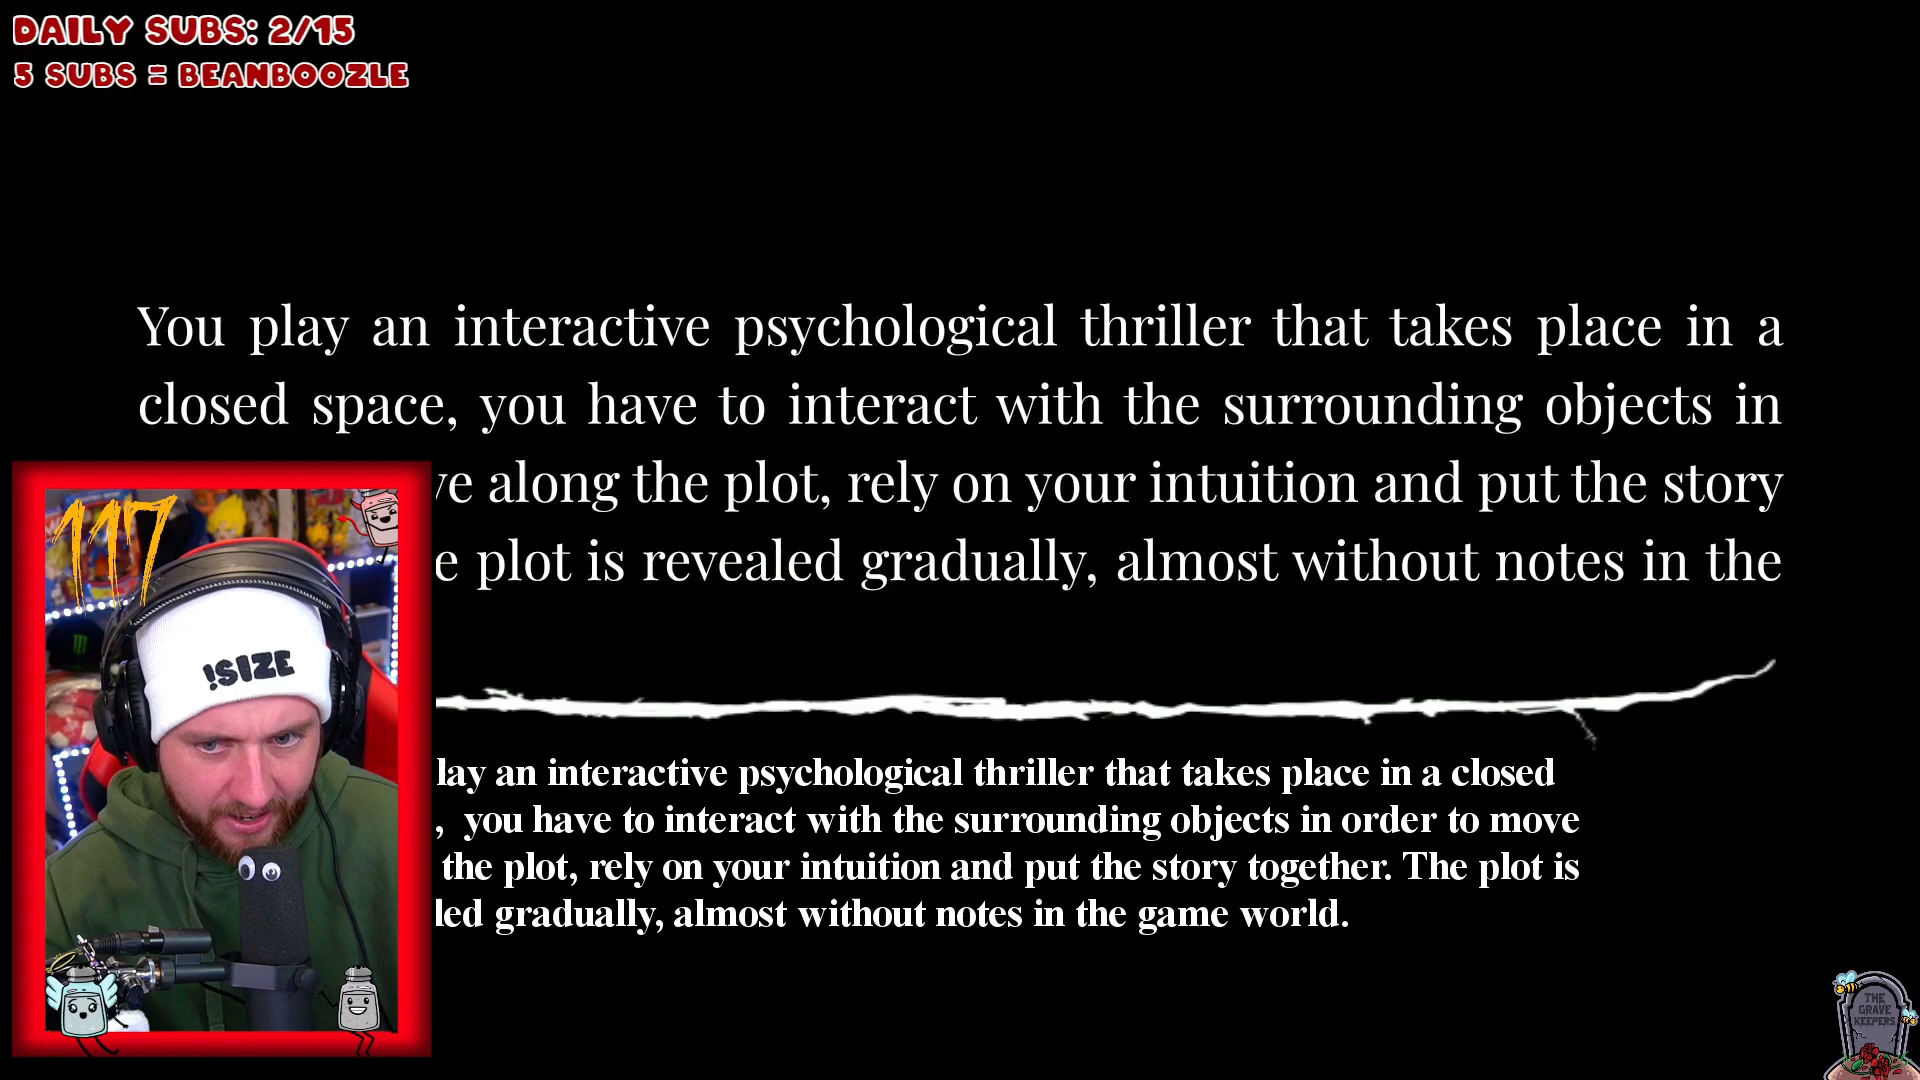 DAILY SUBS: 2/15
5 SUBS = BEANBOOZLE
You play an interactive psychological thriller that takes place in a
closed space, you have to interact with the surrounding objects in
along the plot, rely on your intuition and put the story
plot is revealed gradually, almost without notes in the
117
!SIZE
an interactive psychological thriller that takes place in a closed
, you have to interact with the surrounding objects in order to move
the plot, rely on your intuition and put the story together. The plot is
gradually, almost without notes in the game world.
THE
GRAVE
KEEPERS